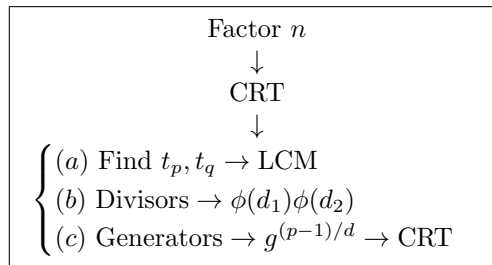 Factor n
↓
CRT
↓
(a) Find t_p, t_q → LCM
(b) Divisors → ϕ(d_1)ϕ(d_2)
(c) Generators → g^{(p−1)/d} → CRT